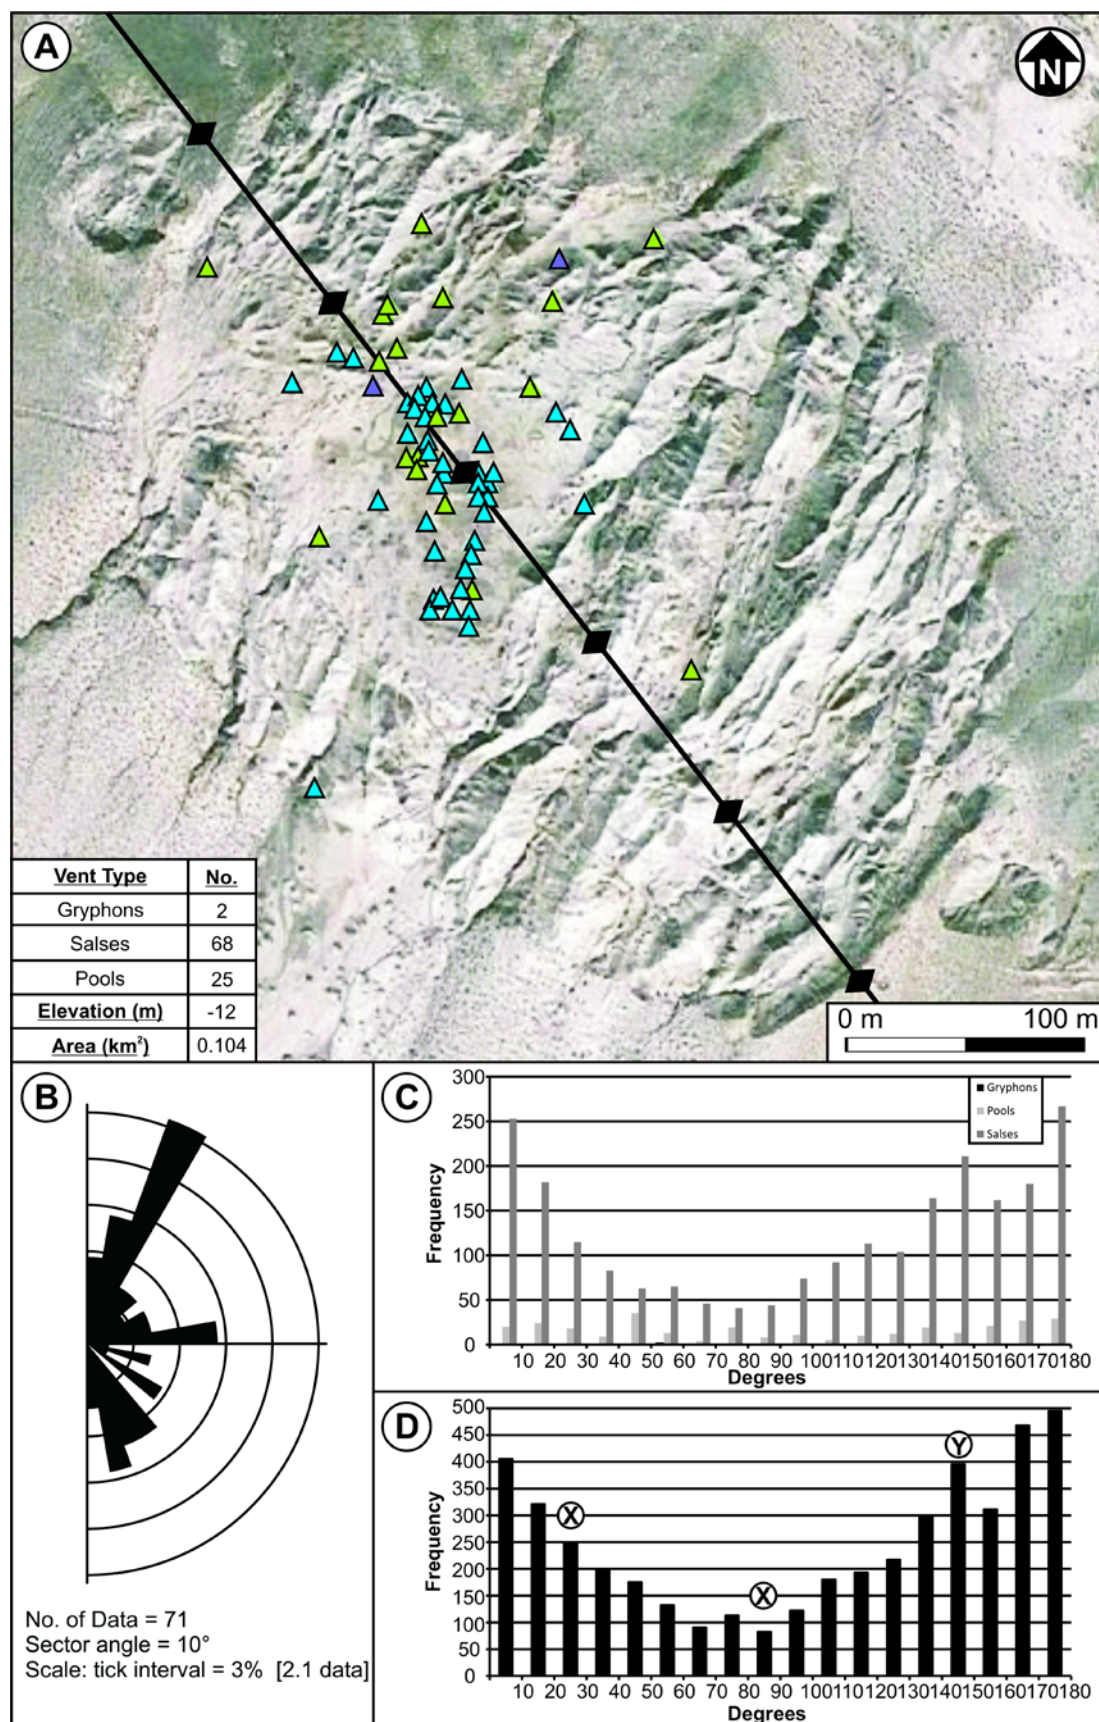 A
N
Vent Type No.
Gryphons 2
Salses 68
Pools 25
Elevation (m) -12
Area (km²) 0.104
0 m 100 m
B
No. of Data = 71
Sector angle = 10°
Scale: tick interval = 3% [2.1 data]
C
300
250
200
150
100
50
0
Frequency
Gryphons
Pools
Salses
10 20 30 40 50 60 70 80 90 100 110 120 130 140 150 160 170 180
Degrees
D
500
450
400
350
300
250
200
150
100
50
0
Frequency
X
X
Y
10 20 30 40 50 60 70 80 90 100 110 120 130 140 150 160 170 180
Degrees